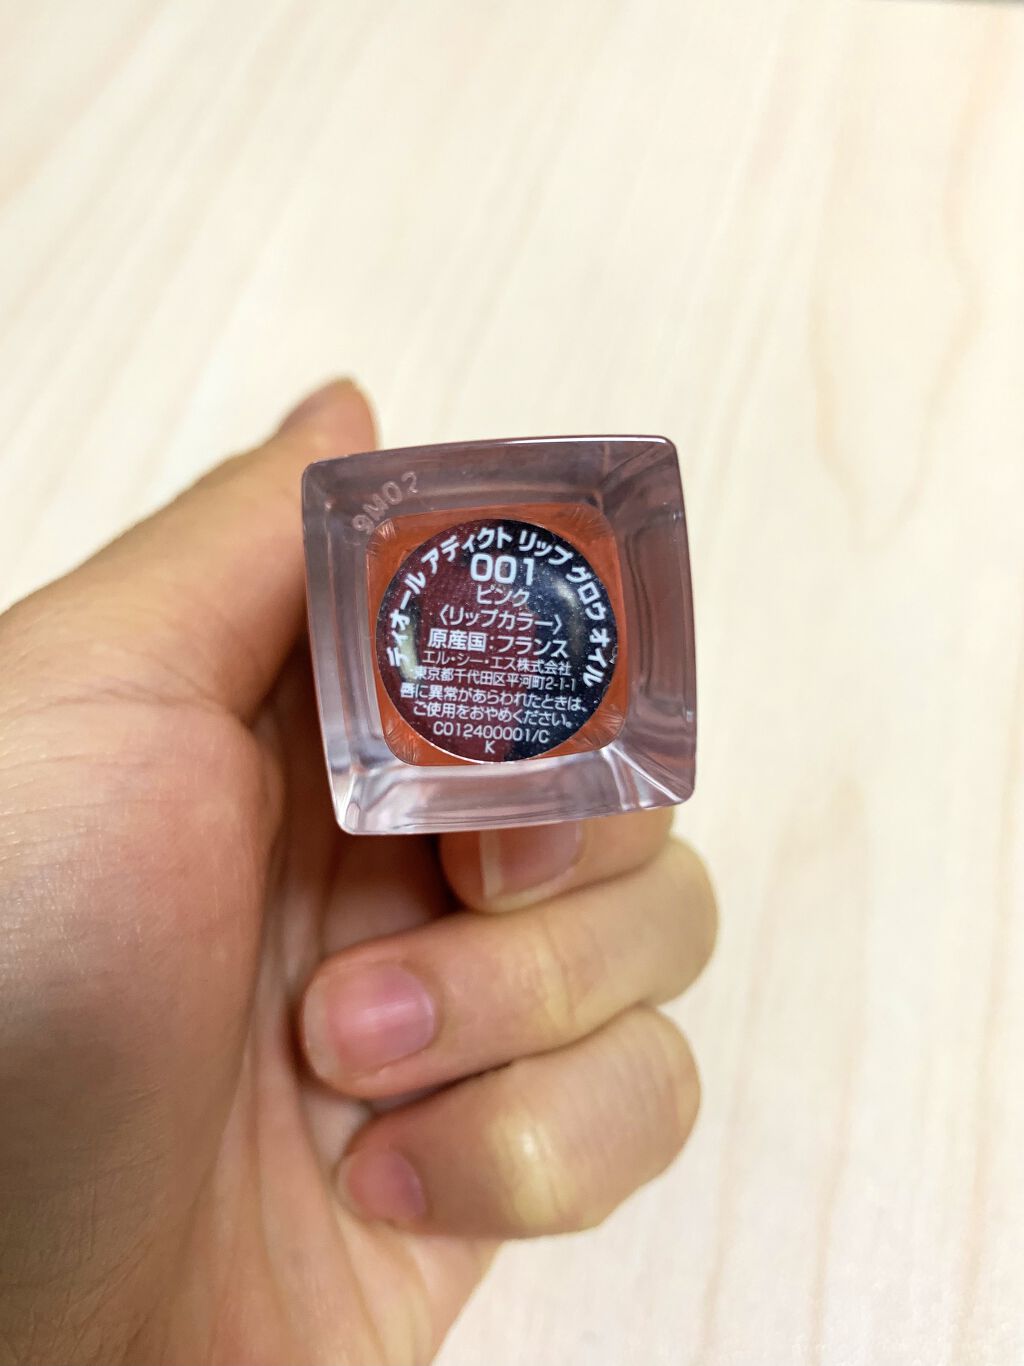 9M02
ディオール アディクト リップ グロウ オイル
001
ピンク
〈リップカラー〉
原産国:フランス
エル・シー・エス株式会社
東京都千代田区平河町2-1-1
唇に異常があらわれたときは、
ご使用をおやめください。
C012400001/C
K